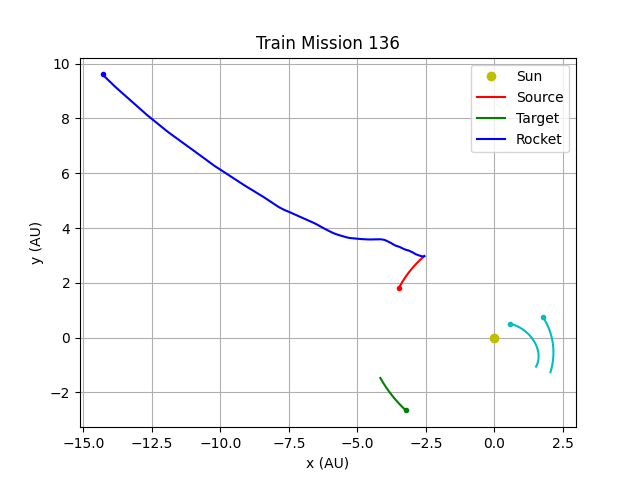 Train Mission 136
Sun
Source
Target
Rocket
10
8
6
4
2
0
−2
y (AU)
−15.0 −12.5 −10.0 −7.5 −5.0 −2.5 0.0 2.5
x (AU)